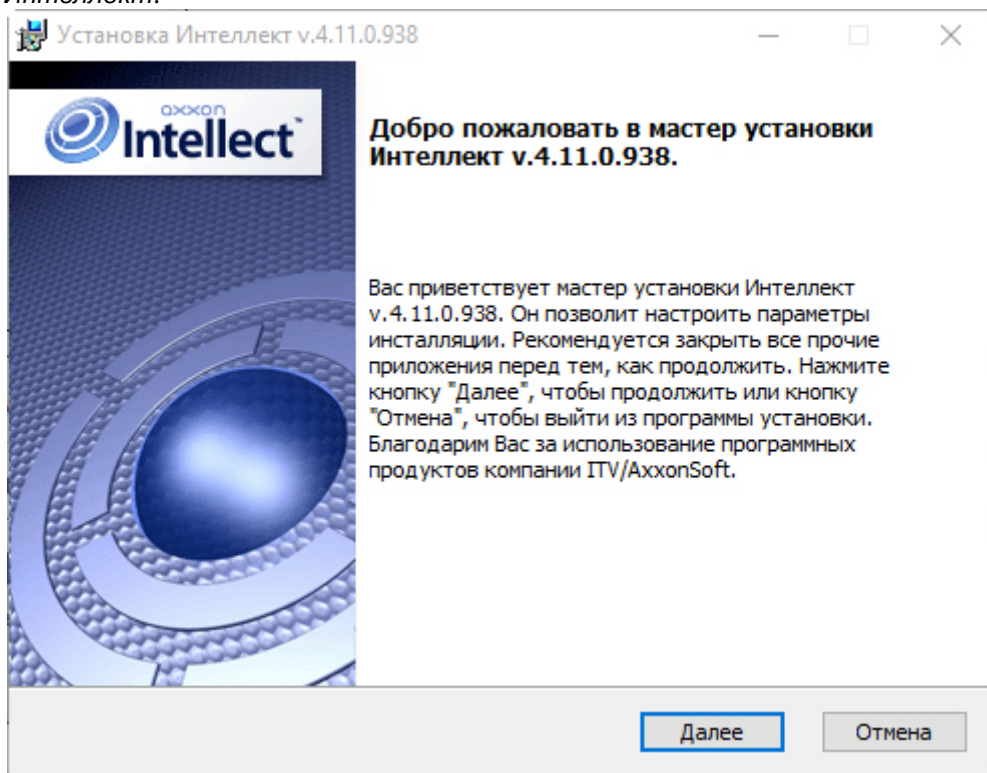 Интеллект.
Установка Интеллект v.4.11.0.938
axxon
Intellect
Добро пожаловать в мастер установки
Интеллект v.4.11.0.938.
Вас приветствует мастер установки Интеллект
v.4.11.0.938. Он позволит настроить параметры
инсталляции. Рекомендуется закрыть все прочие
приложения перед тем, как продолжить. Нажмите
кнопку "Далее", чтобы продолжить или кнопку
"Отмена", чтобы выйти из программы установки.
Благодарим Вас за использование программных
продуктов компании ITV/AxxonSoft.
Далее
Отмена